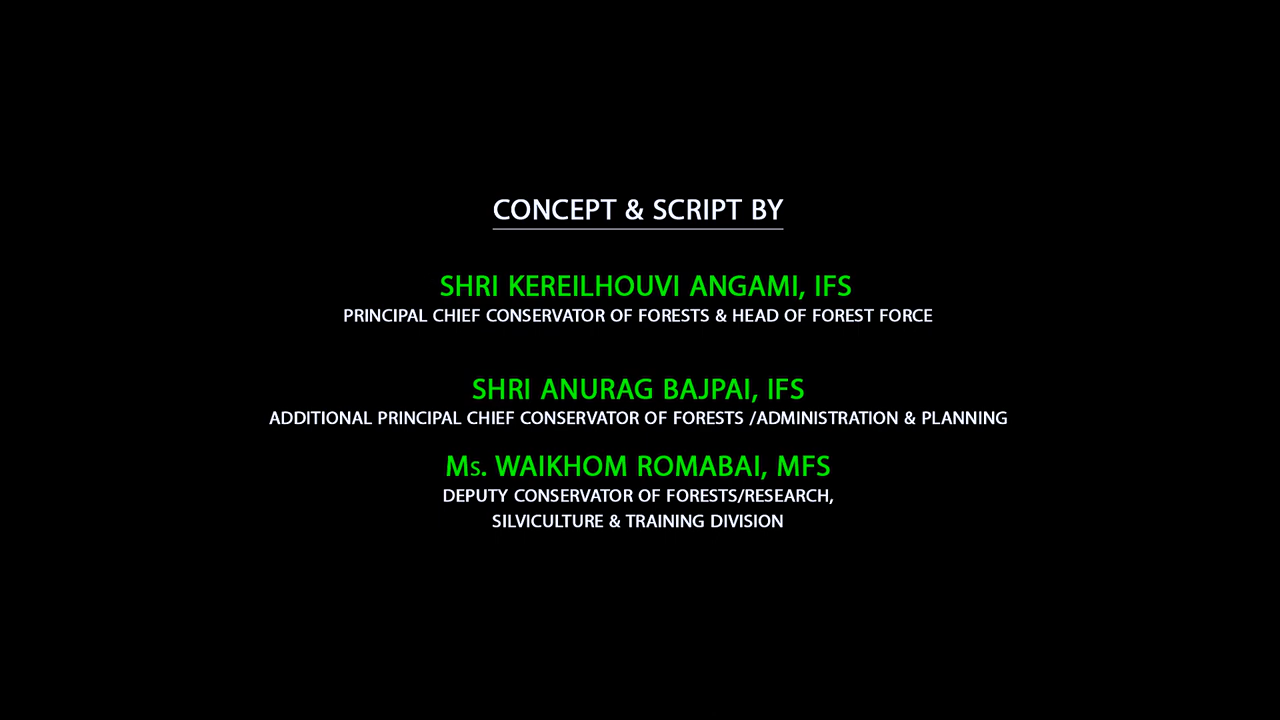 CONCEPT & SCRIPT BY
SHRI KEREILHOUVI ANGAMI, IFS
PRINCIPAL CHIEF CONSERVATOR OF FORESTS & HEAD OF FOREST FORCE
SHRI ANURAG BAJPAI, IFS
ADDITIONAL PRINCIPAL CHIEF CONSERVATOR OF FORESTS /ADMINISTRATION & PLANNING
Ms. WAIKHOM ROMABAI, MFS
DEPUTY CONSERVATOR OF FORESTS/RESEARCH,
SILVICULTURE & TRAINING DIVISION